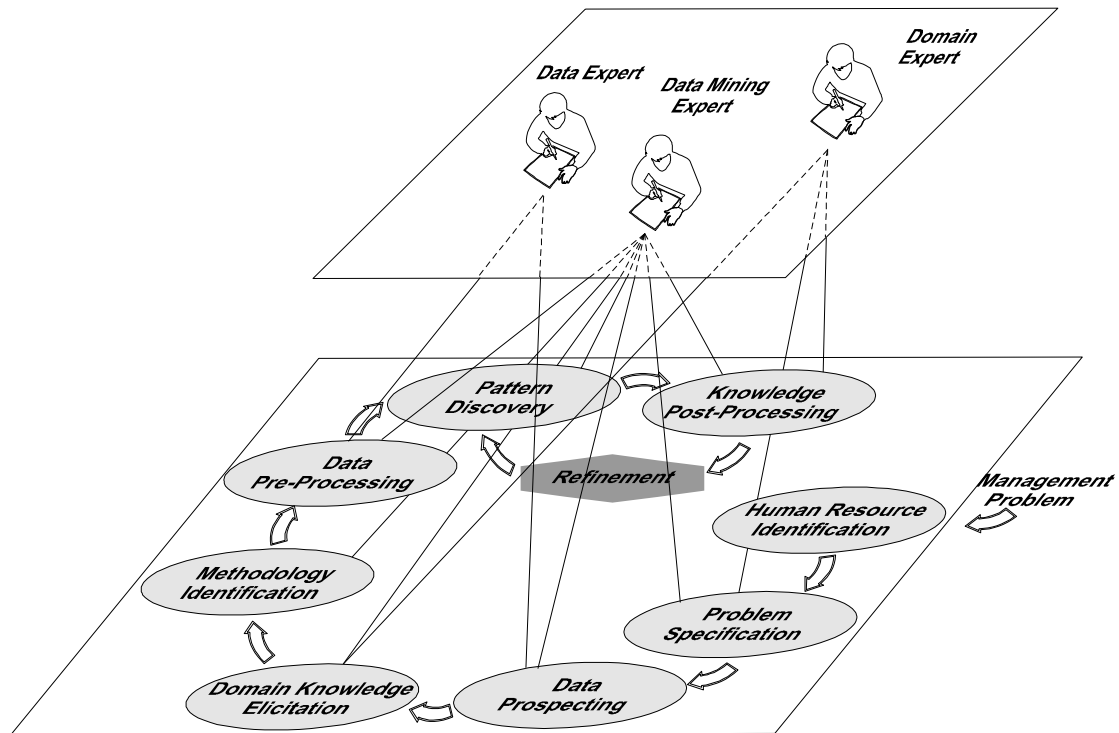 Domain
Expert
Data Expert
Data Mining
Expert
Pattern
Discovery
Knowledge
Post-Processing
Data
Pre-Processing
Refinement
Management
Problem
Human Resource
Identification
Methodology
Identification
Problem
Specification
Domain Knowledge
Elicitation
Data
Prospecting